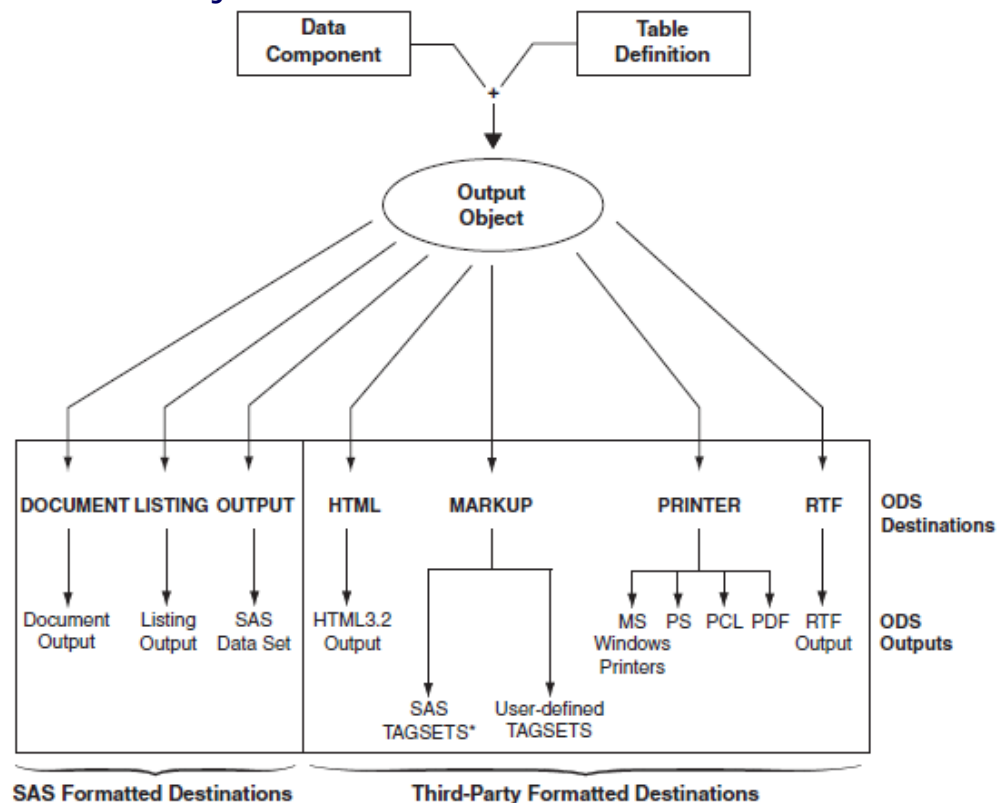 Data
Component
Table
Definition
+
Output
Object
DOCUMENT LISTING OUTPUT HTML MARKUP PRINTER RTF
ODS
Destinations
Document
Output
Listing
Output
SAS
Data Set
HTML3.2
Output
MS
Windows
Printers
PS
PCL
PDF
RTF
Output
ODS
Outputs
SAS
TAGSETS*
User-defined
TAGSETS
SAS Formatted Destinations
Third-Party Formatted Destinations